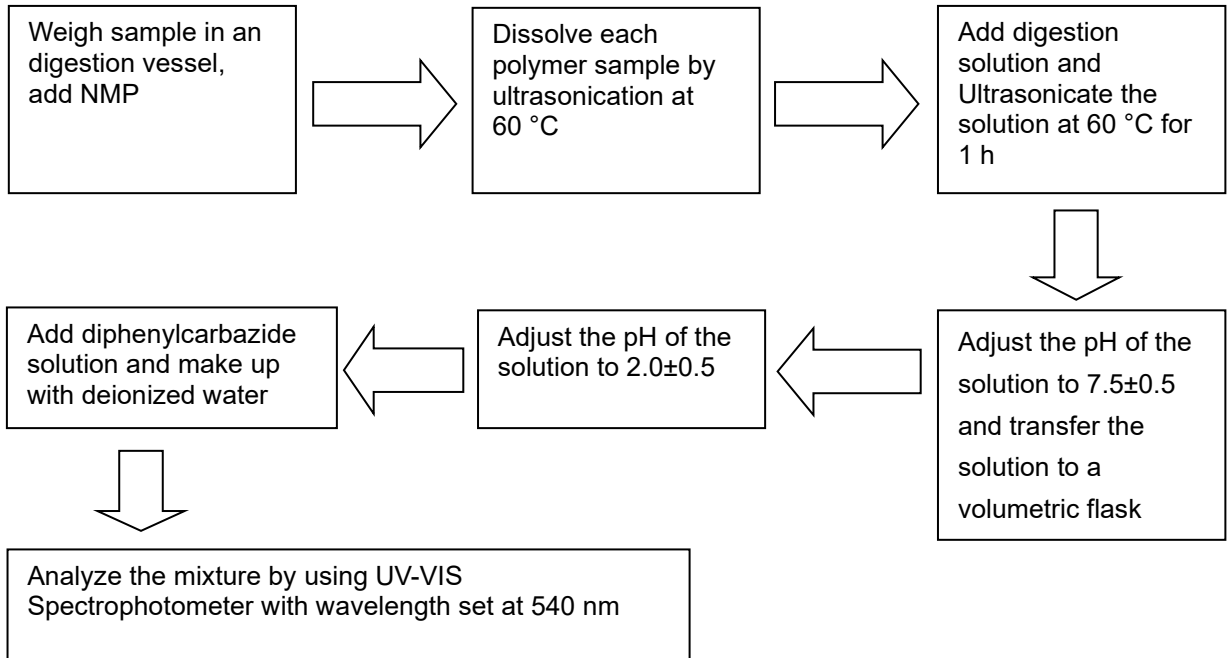 Weigh sample in an
digestion vessel,
add NMP
Dissolve each
polymer sample by
ultrasonication at
60 °C
Add digestion
solution and
Ultrasonicate the
solution at 60 °C for
1 h
Adjust the pH of the
solution to 7.5±0.5
and transfer the
solution to a
volumetric flask
Adjust the pH of the
solution to 2.0±0.5
Add diphenylcarbazide
solution and make up
with deionized water
Analyze the mixture by using UV-VIS
Spectrophotometer with wavelength set at 540 nm